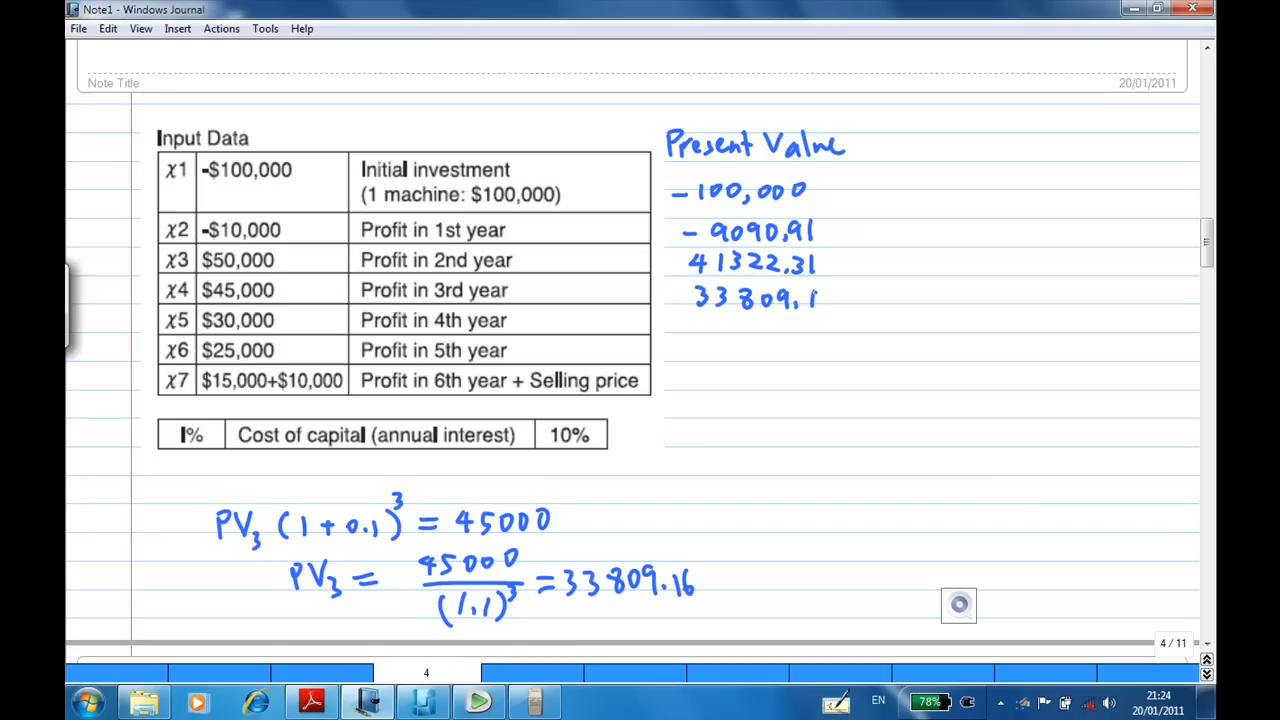 Note1 - Windows Journal
File Edit View Insert Actions Tools Help
Note Title 20/01/2011
Input Data
χ1 -$100,000 Initial investment
(1 machine: $100,000)
χ2 -$10,000 Profit in 1st year
χ3 $50,000 Profit in 2nd year
χ4 $45,000 Profit in 3rd year
χ5 $30,000 Profit in 4th year
χ6 $25,000 Profit in 5th year
χ7 $15,000+$10,000 Profit in 6th year + Selling price
I% Cost of capital (annual interest) 10%
Present Value
-100,000
-9090.91
41322.31
33809.1
PV₃ (1+0.1)³ = 45000
PV₃ = 45000 / (1.1)³ = 33809.16
4 / 11
4
EN 78% 21:24
20/01/2011